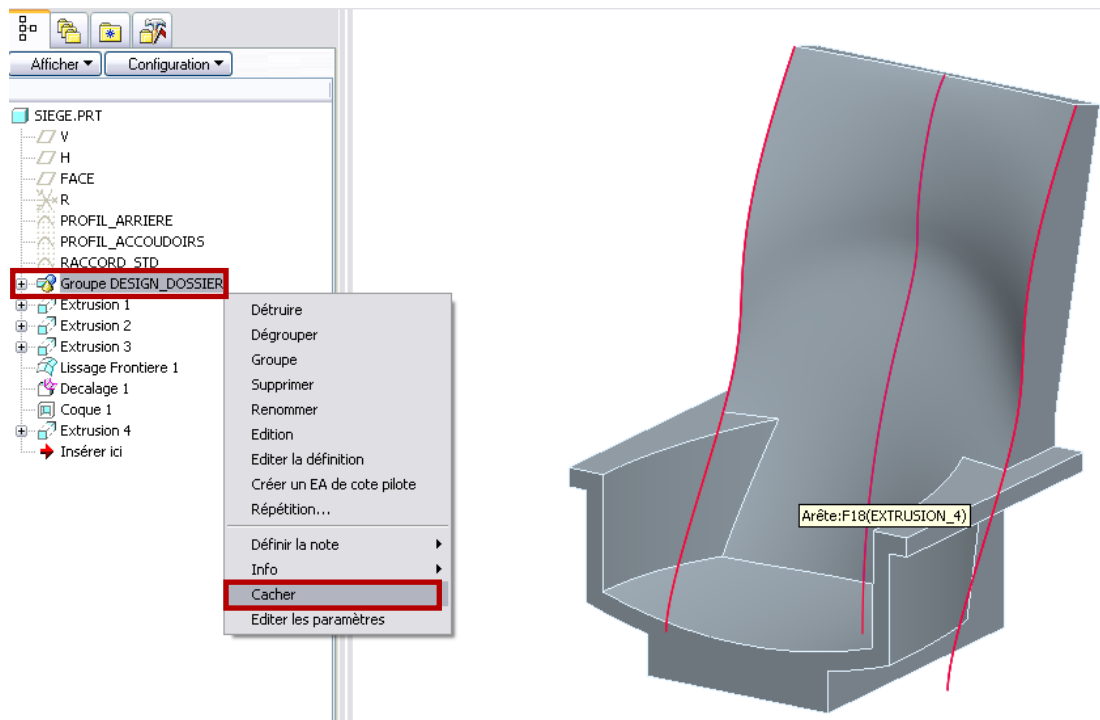 Afficher Configuration
SIEGE.PRT
V
H
FACE
R
PROFIL_ARRIERE
PROFIL_ACCOUDOIRS
RACCORD_STD
Groupe DESIGN_DOSSIER
Extrusion 1
Extrusion 2
Extrusion 3
Lissage Frontiere 1
Decalage 1
Coque 1
Extrusion 4
Insérer ici
Détruire
Dégrouper
Groupe
Supprimer
Renommer
Edition
Editer la définition
Créer un EA de cote pilote
Répétition...
Définir la note
Info
Cacher
Editer les paramètres
Arête:F18(EXTRUSION_4)